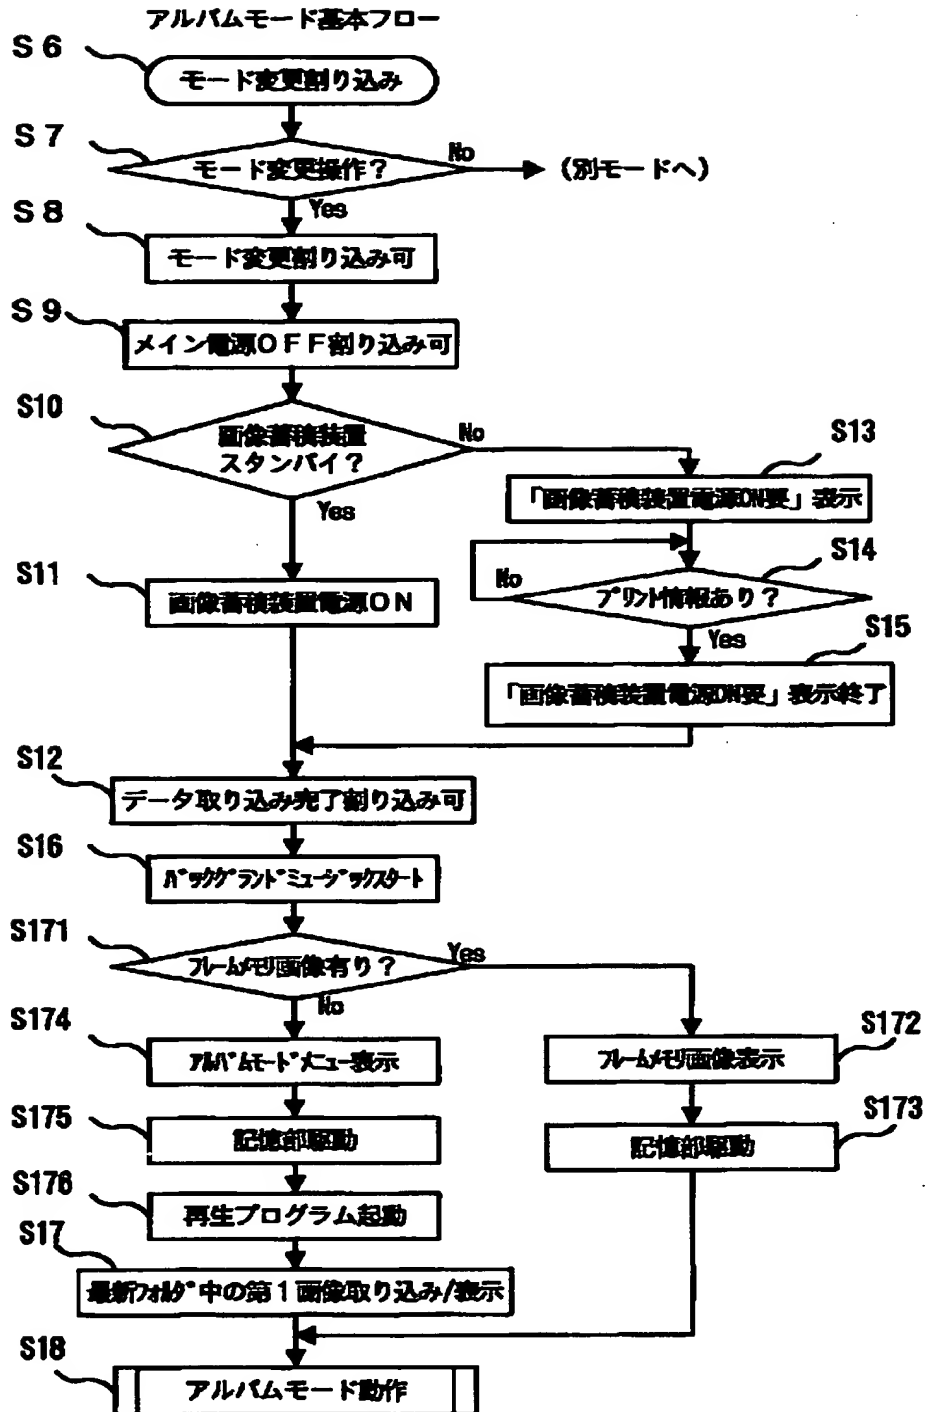 アルバムモード基本フロー
S6
モード変更割り込み
S7
モード変更操作？
No
(別モードへ)
Yes
S8
モード変更割り込み可
S9
メイン電源OFF割り込み可
S10
画像蓄積装置
スタンバイ？
No
Yes
S13
「画像蓄積装置電源ON要」表示
S14
No
プリント情報あり？
Yes
S11
画像蓄積装置電源ON
S15
「画像蓄積装置電源ON要」表示終了
S12
データ取り込み完了割り込み可
S16
バックグランドミュージックスタート
S171
フレームメモリ画像有り？
Yes
No
S174
アルバムモードメニュー表示
S172
フレームメモリ画像表示
S175
記憶部駆動
S173
記憶部駆動
S176
再生プログラム起動
S17
最新フォルダ中の第1画像取り込み/表示
S18
アルバムモード動作